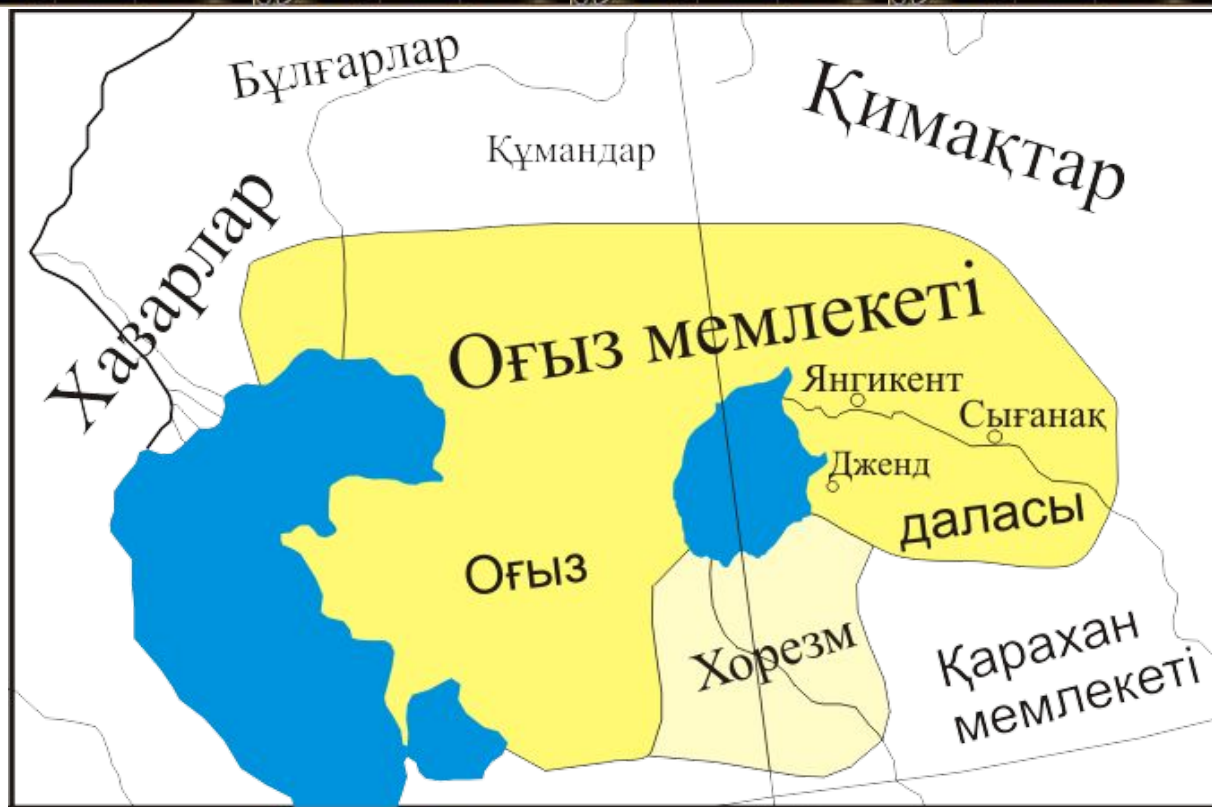 Бұлғарлар
Қимақтар
Құмандар
Хазарлар
Оғыз мемлекеті
Янгикент
Сығанақ
Дженд
даласы
Оғыз
Хорезм
Қарахан
мемлекеті